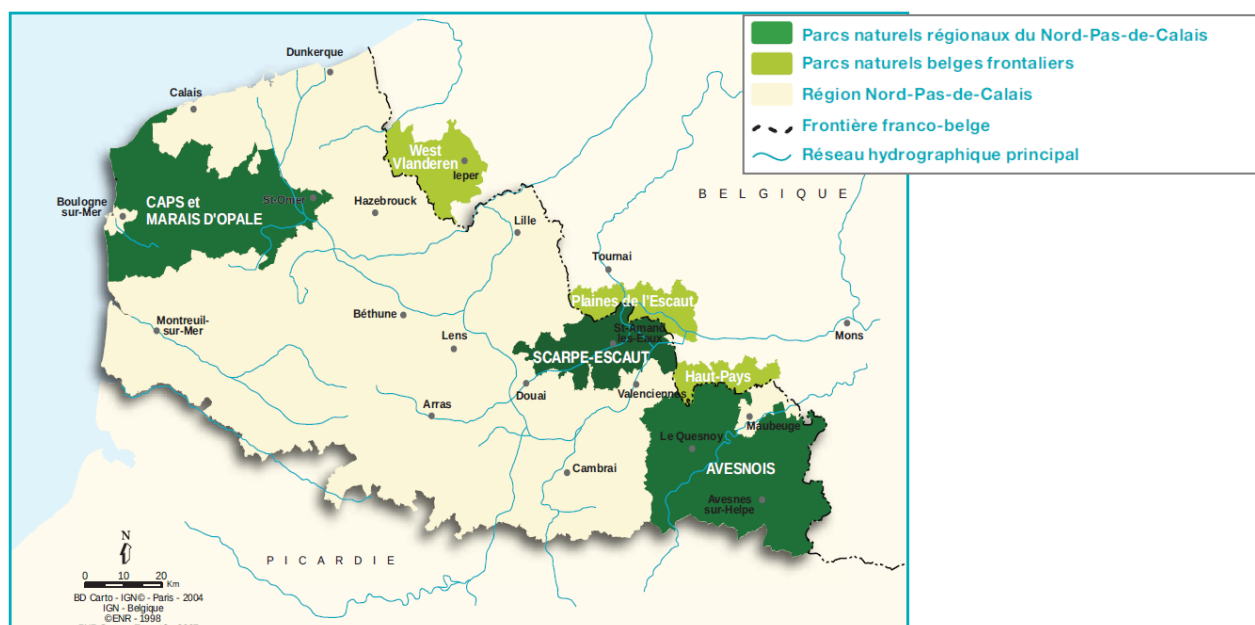 Parcs naturels régionaux du Nord-Pas-de-Calais
Parcs naturels belges frontaliers
Région Nord-Pas-de-Calais
Frontière franco-belge
Réseau hydrographique principal
Dunkerque
Calais
West
Vlanderen
Ieper
BELGIQUE
CAPS et
MARAIS D'OPALE
St-Omer
Boulogne
sur-Mer
Hazebrouck
Lille
Tournai
Plaines de l'Escaut
Montreuil-
sur-Mer
Béthune
Lens
St-Amand
les-Eaux
SCARPE-ESCAUT
Mons
Haut-Pays
Douai
Valenciennes
Arras
Maubeuge
Le Quesnoy
Cambrai
AVESNOIS
Avesnes
sur-Helpe
PICARDIE
N
0 10 20
Km
BD Carto - IGN© - Paris - 2004
IGN - Belgique
©ENR - 1998